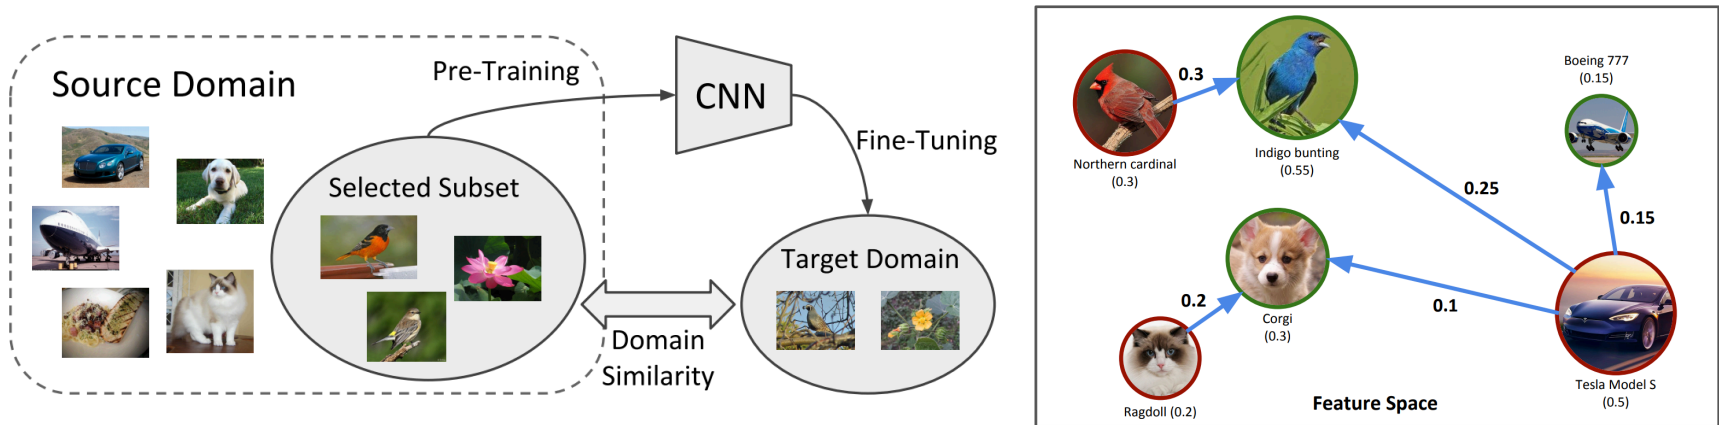 Source Domain
Pre-Training
CNN
Fine-Tuning
Selected Subset
Target Domain
Domain
Similarity
0.3
Northern cardinal
(0.3)
Indigo bunting
(0.55)
Boeing 777
(0.15)
0.25
0.15
0.2
Corgi
(0.3)
0.1
Ragdoll (0.2)
Tesla Model S
(0.5)
Feature Space